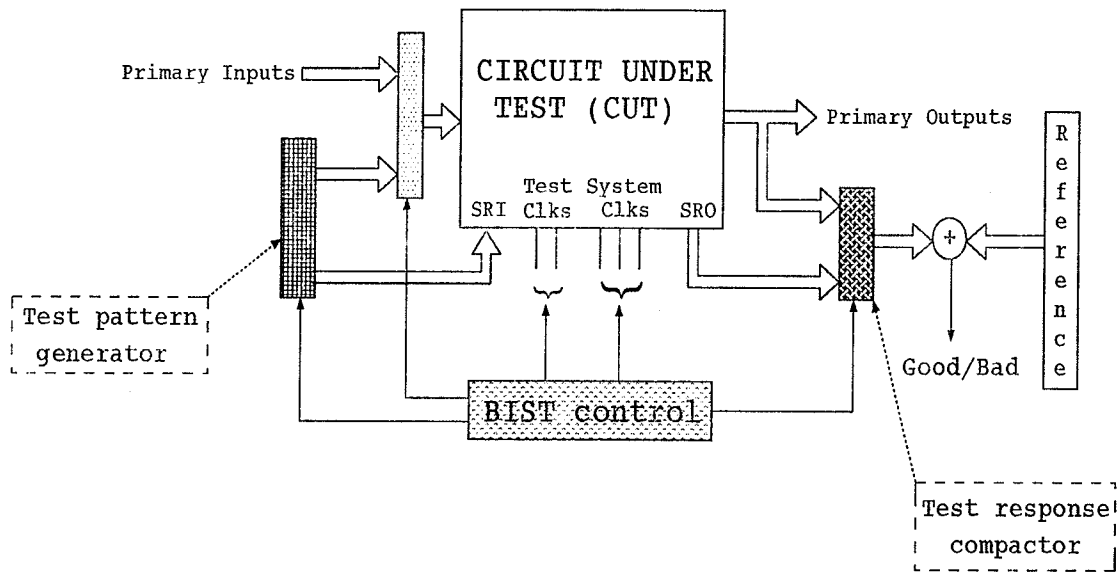 CIRCUIT UNDER
TEST (CUT)
Primary Inputs
Primary Outputs
Reference
Test System
SRI Clks Clks SRO
+
Test pattern
generator
Good/Bad
BIST control
Test response
compactor